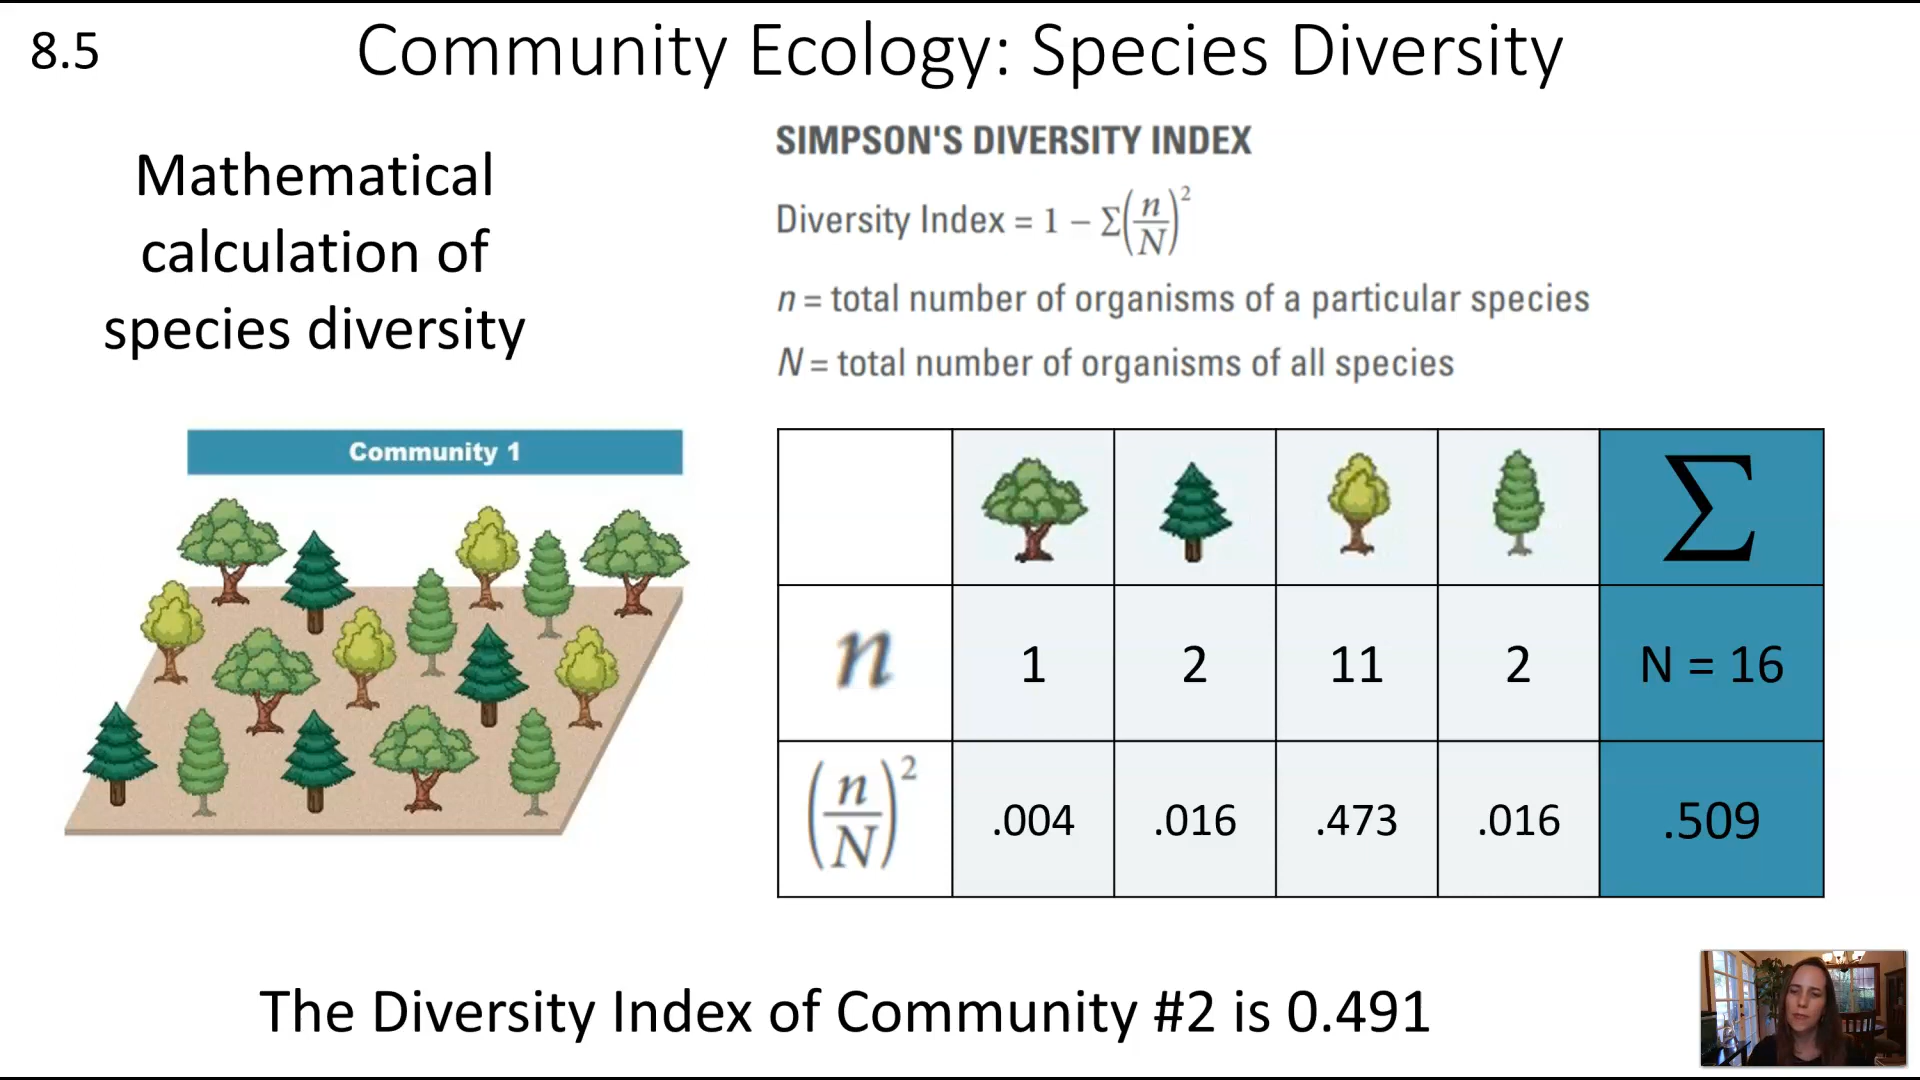 8.5
Community Ecology: Species Diversity
Mathematical
calculation of
species diversity
SIMPSON'S DIVERSITY INDEX
Diversity Index = 1 − Σ(n/N)²
n = total number of organisms of a particular species
N = total number of organisms of all species
Community 1
Σ
n 1 2 11 2 N = 16
(n/N)² .004 .016 .473 .016 .509
The Diversity Index of Community #2 is 0.491